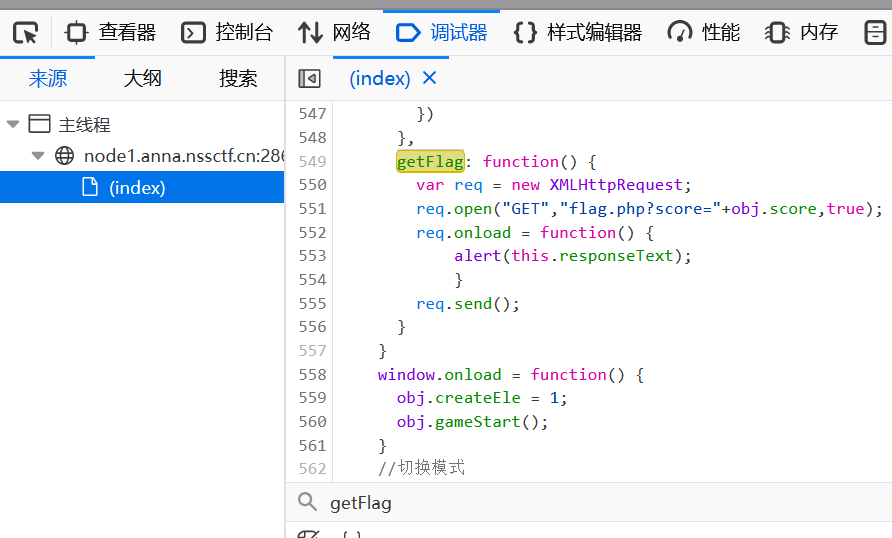 查看器 控制台 网络 调试器 样式编辑器 性能 内存
来源 大纲 搜索 (index)
主线程
node1.anna.nssctf.cn:286
(index)
547 })
548 },
549 getFlag: function() {
550 var req = new XMLHttpRequest;
551 req.open("GET","flag.php?score="+obj.score,true);
552 req.onload = function() {
553 alert(this.responseText);
554 }
555 req.send();
556 }
557 }
558 window.onload = function() {
559 obj.createEle = 1;
560 obj.gameStart();
561 }
562 //切换模式
getFlag